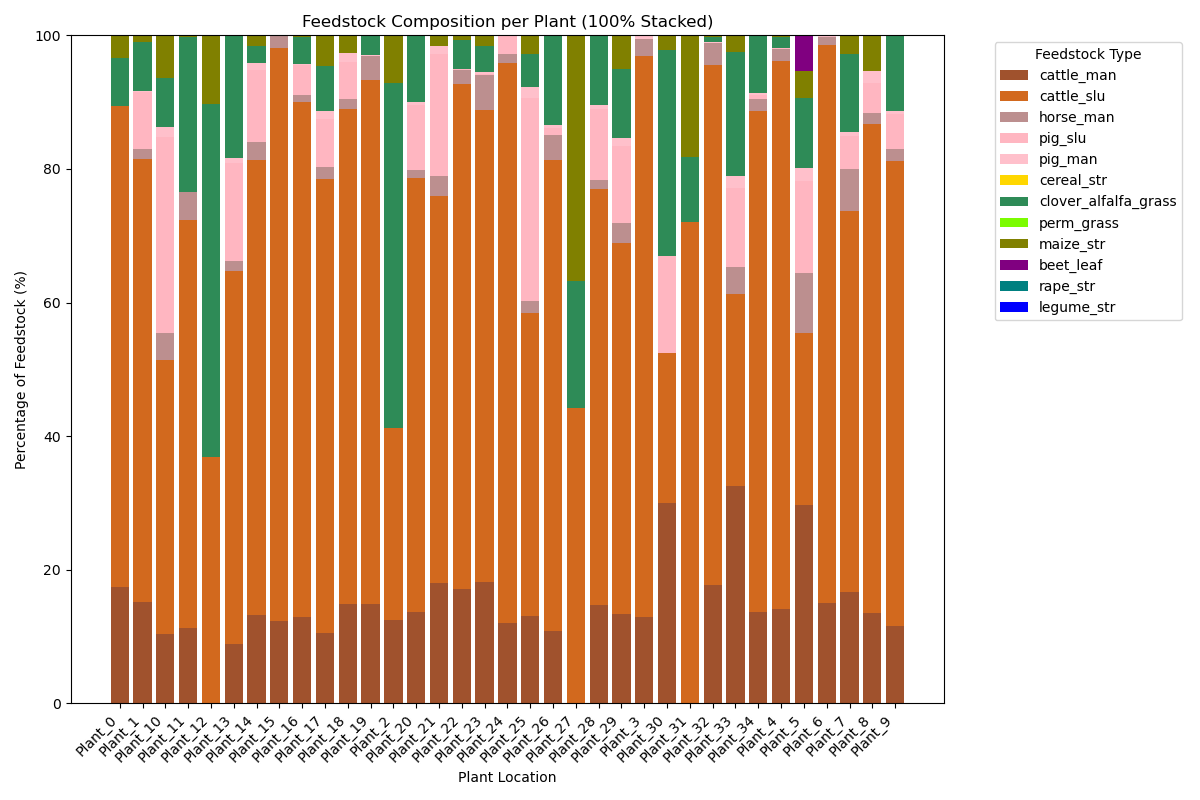 Feedstock Composition per Plant (100% Stacked)
Percentage of Feedstock (%)
100
80
60
40
20
0
Plant_0
Plant_1
Plant_10
Plant_11
Plant_12
Plant_13
Plant_14
Plant_15
Plant_16
Plant_17
Plant_18
Plant_19
Plant_2
Plant_20
Plant_21
Plant_22
Plant_23
Plant_24
Plant_25
Plant_26
Plant_27
Plant_28
Plant_29
Plant_3
Plant_30
Plant_31
Plant_32
Plant_33
Plant_34
Plant_4
Plant_5
Plant_6
Plant_7
Plant_8
Plant_9
Plant Location
Feedstock Type
cattle_man
cattle_slu
horse_man
pig_slu
pig_man
cereal_str
clover_alfalfa_grass
perm_grass
maize_str
beet_leaf
rape_str
legume_str